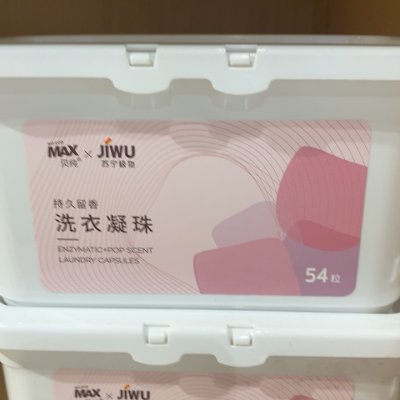 MAX × JIWU
贝纯® 苏宁极物
持久留香
洗衣凝珠
ENZYMATIC+POP SCENT
LAUNDRY CAPSULES
54粒
MAX × JIWU